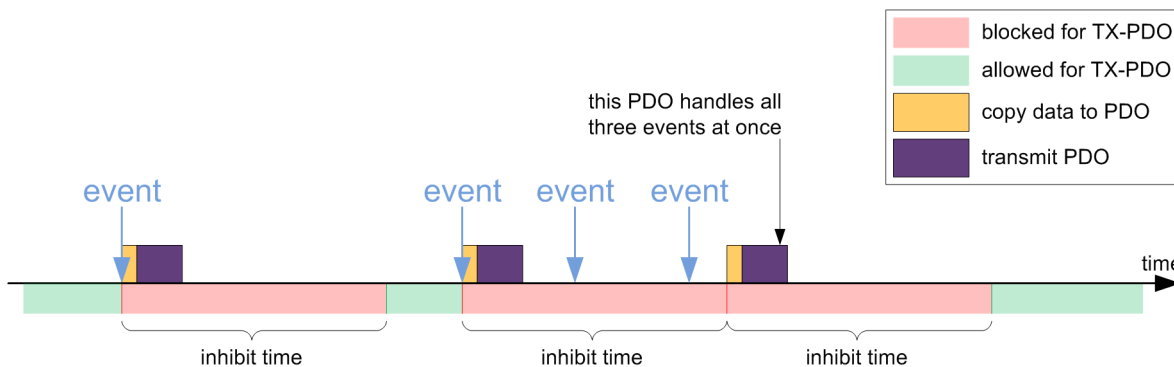 blocked for TX-PDO
allowed for TX-PDO
copy data to PDO
transmit PDO
this PDO handles all
three events at once
event
event
event
event
time
inhibit time
inhibit time
inhibit time